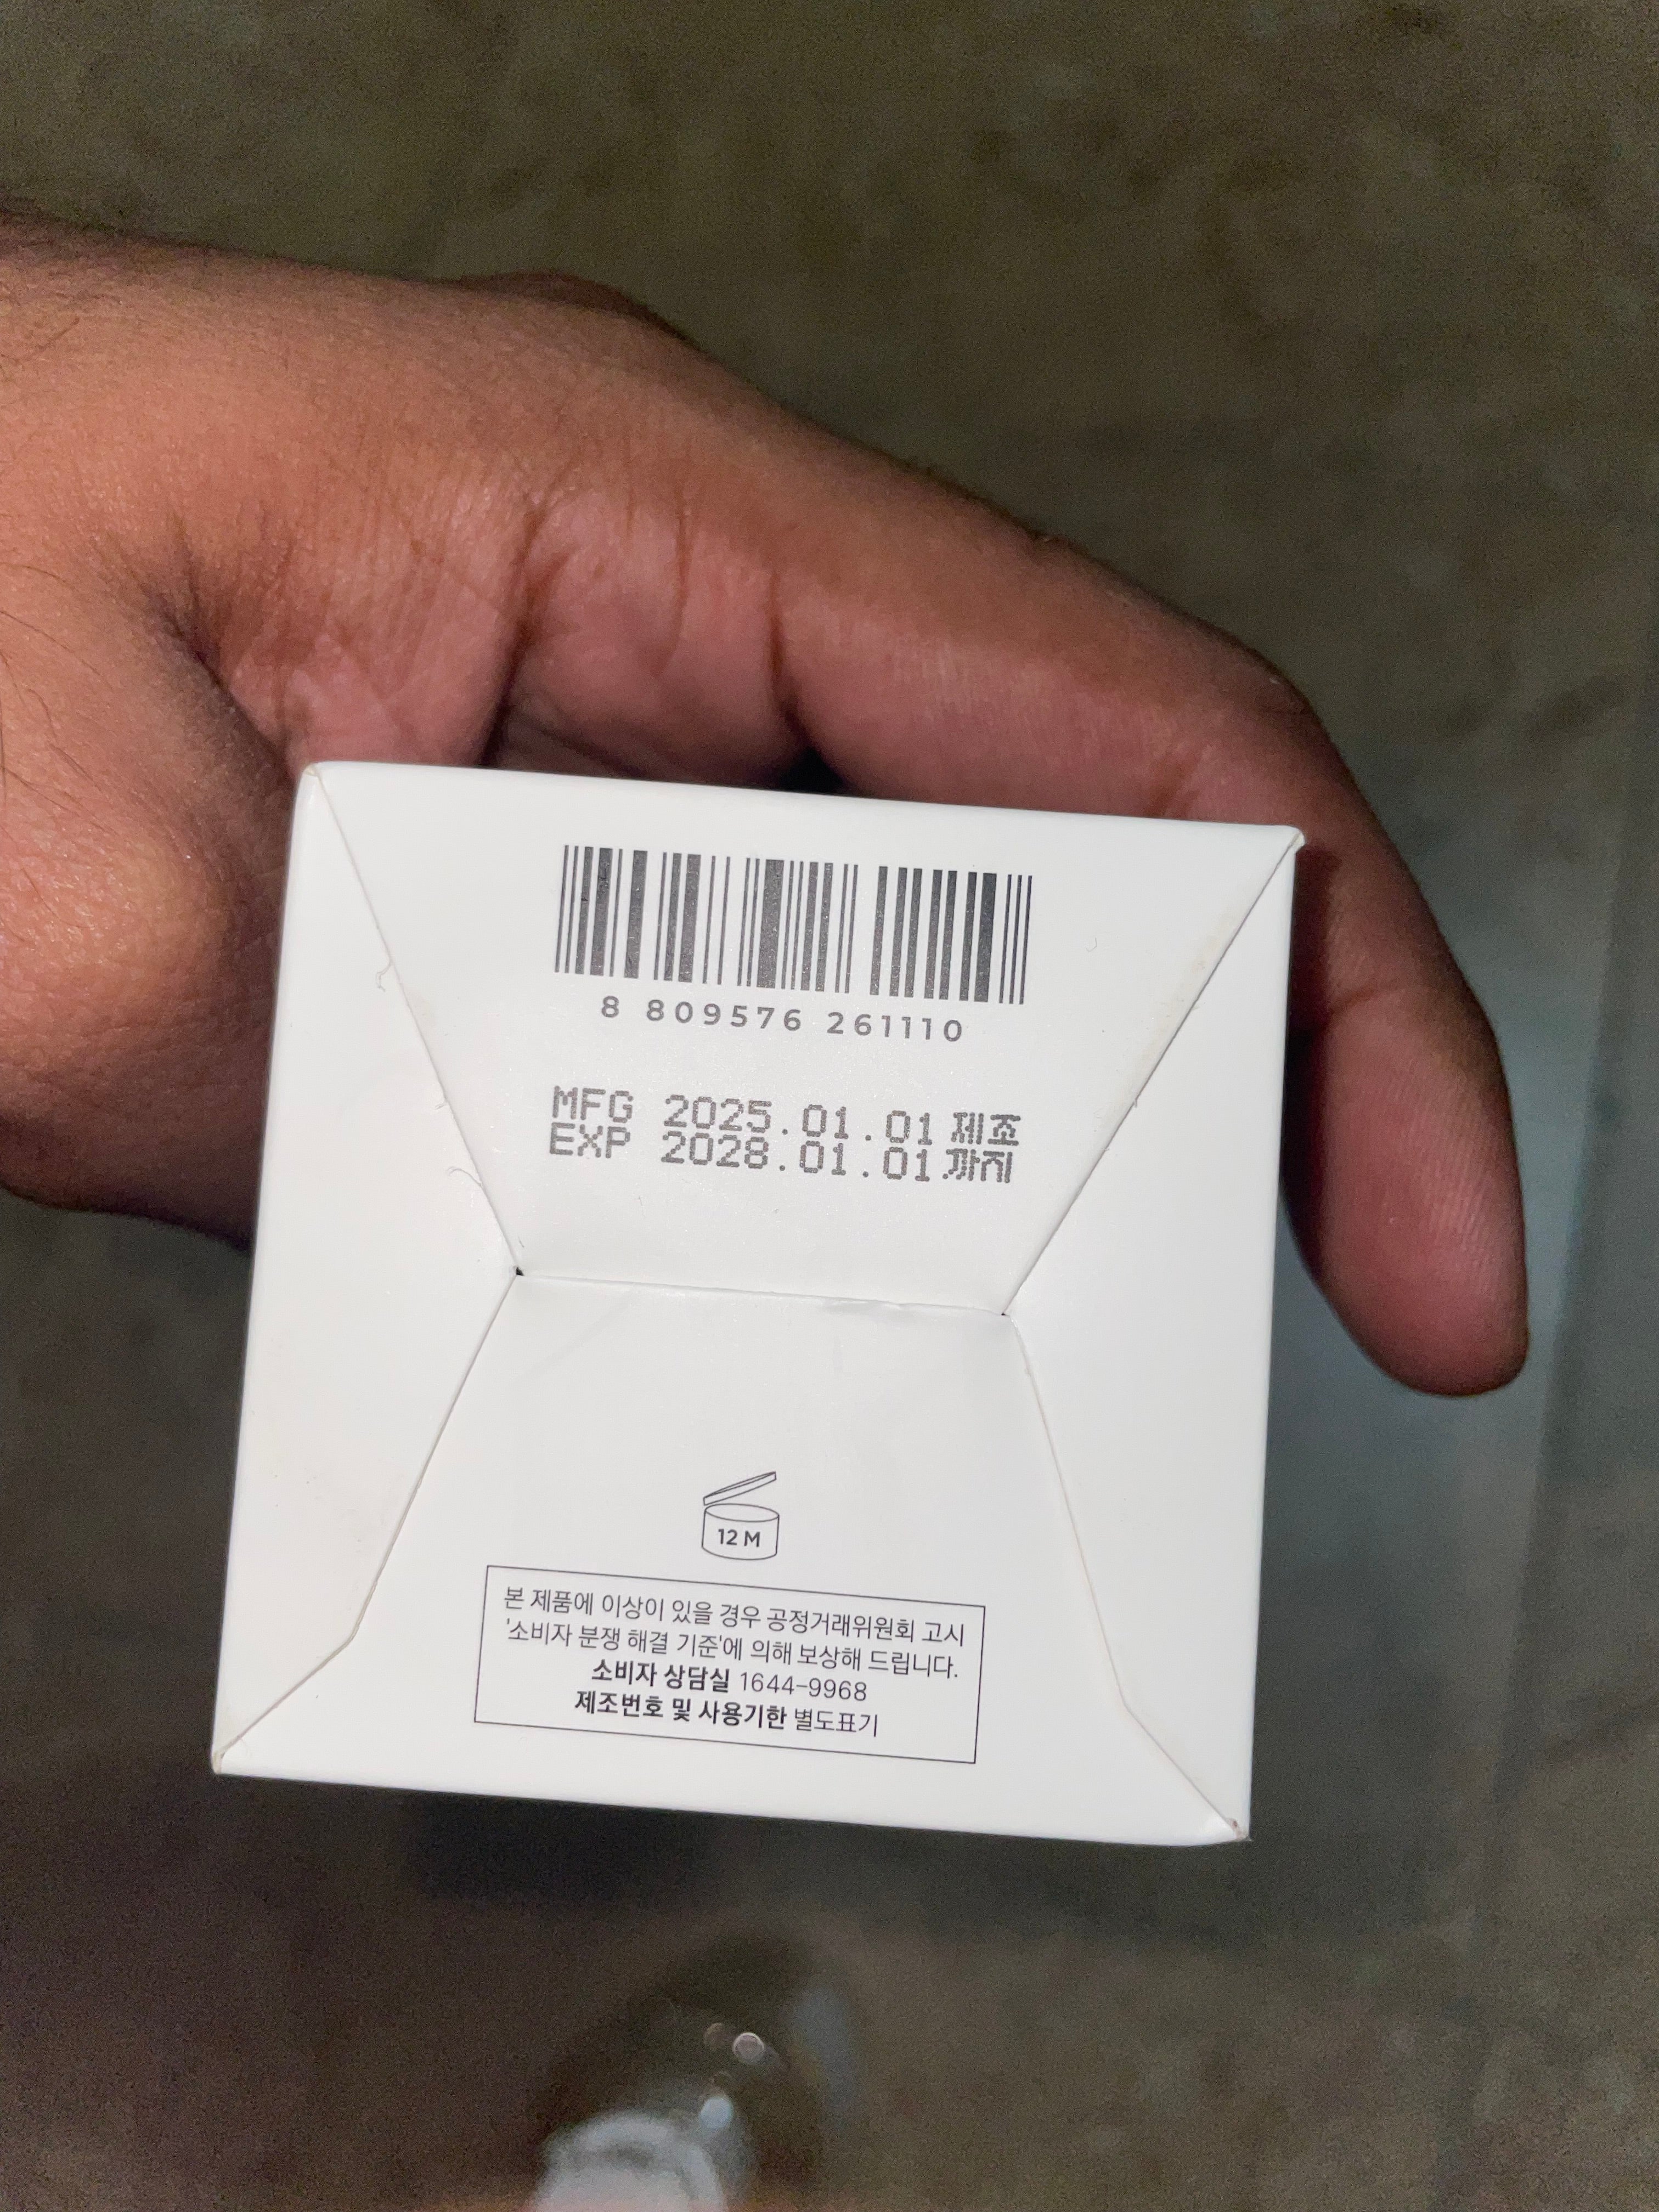 8 809576 261110
MFG 2025.01.01 제조
EXP 2028.01.01 까지
12 M
본 제품에 이상이 있을 경우 공정거래위원회 고시
'소비자 분쟁 해결 기준'에 의해 보상해 드립니다.
소비자 상담실 1644-9968
제조번호 및 사용기한 별도표기